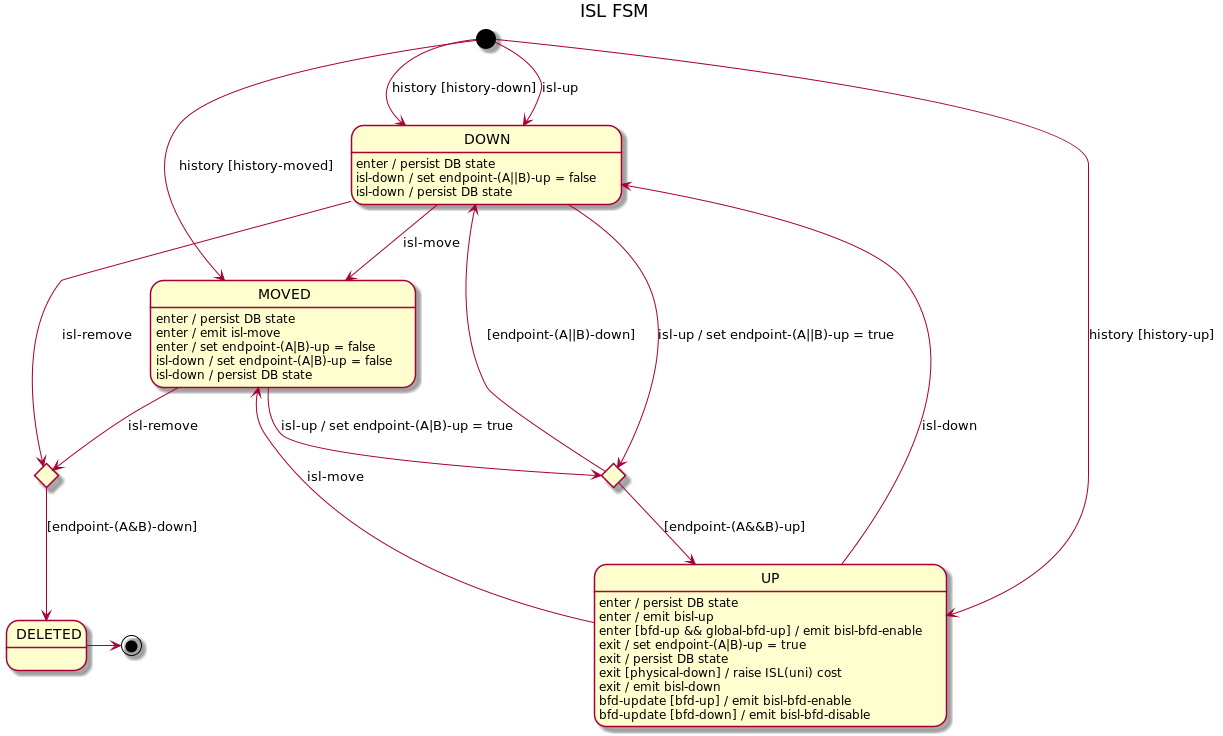 ISL FSM
history [history-down]
isl-up
history [history-moved]
DOWN
enter / persist DB state
isl-down / set endpoint-(A||B)-up = false
isl-down / persist DB state
isl-move
MOVED
enter / persist DB state
enter / emit isl-move
enter / set endpoint-(A|B)-up = false
isl-down / set endpoint-(A|B)-up = false
isl-down / persist DB state
isl-remove
[endpoint-(A||B)-down]
isl-up / set endpoint-(A||B)-up = true
history [history-up]
isl-remove
isl-up / set endpoint-(A|B)-up = true
isl-down
isl-move
[endpoint-(A&B)-down]
[endpoint-(A&&B)-up]
UP
enter / persist DB state
enter / emit bisl-up
enter [bfd-up && global-bfd-up] / emit bisl-bfd-enable
exit / set endpoint-(A|B)-up = true
exit / persist DB state
exit [physical-down] / raise ISL(uni) cost
exit / emit bisl-down
bfd-update [bfd-up] / emit bisl-bfd-enable
bfd-update [bfd-down] / emit bisl-bfd-disable
DELETED